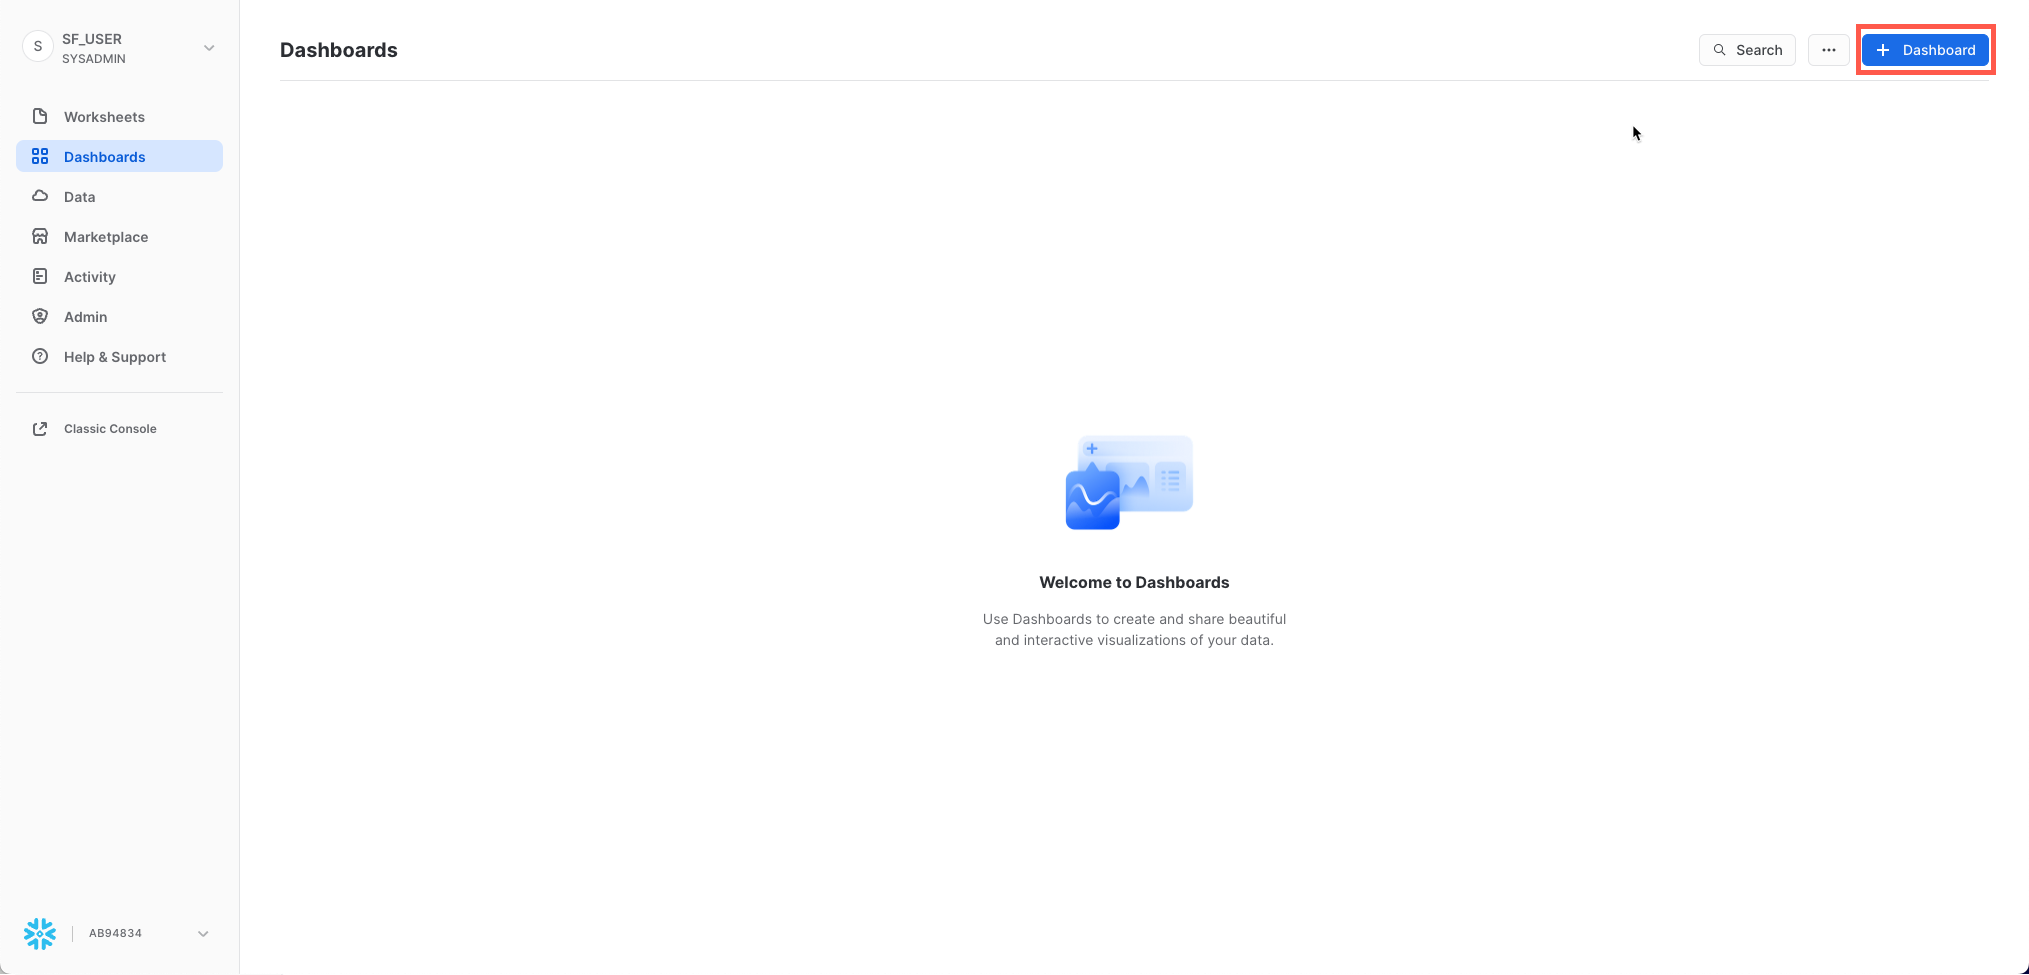 S
SF_USER
SYSADMIN
Worksheets
Dashboards
Data
Marketplace
Activity
Admin
Help & Support
Classic Console
AB94834
Dashboards
Search
Dashboard
Welcome to Dashboards
Use Dashboards to create and share beautiful
and interactive visualizations of your data.